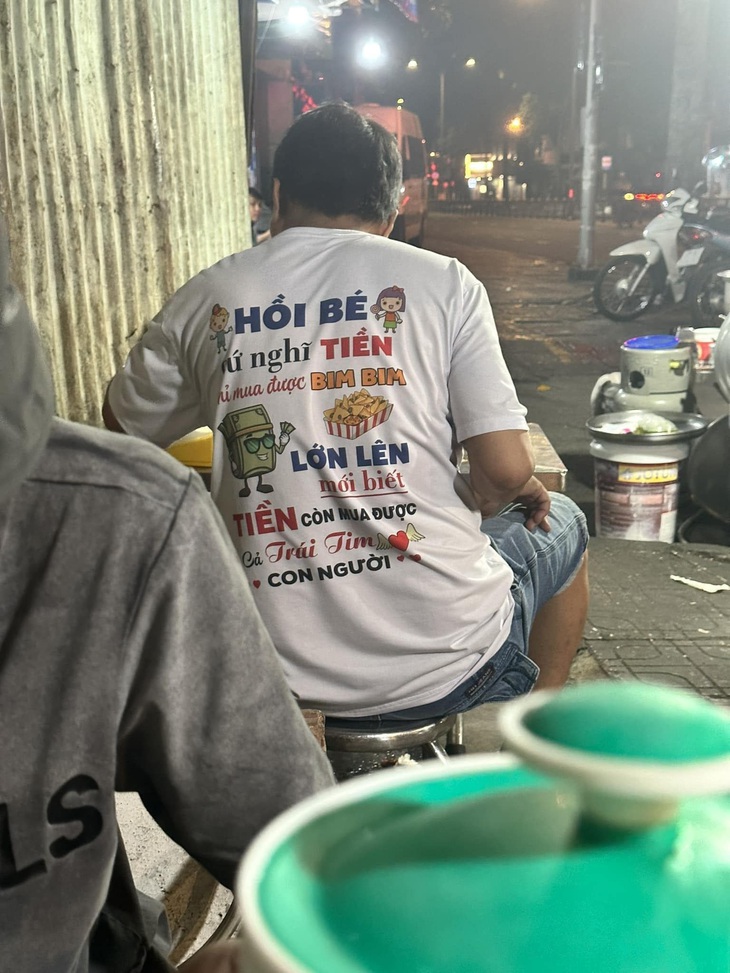 HỒI BÉ
ứ nghĩ TIỀN
ỉ mua được BIM BIM
LỚN LÊN
mới biết
TIỀN CÒN MUA ĐƯỢC
Cả Trái Tim
CON NGƯỜI
LS